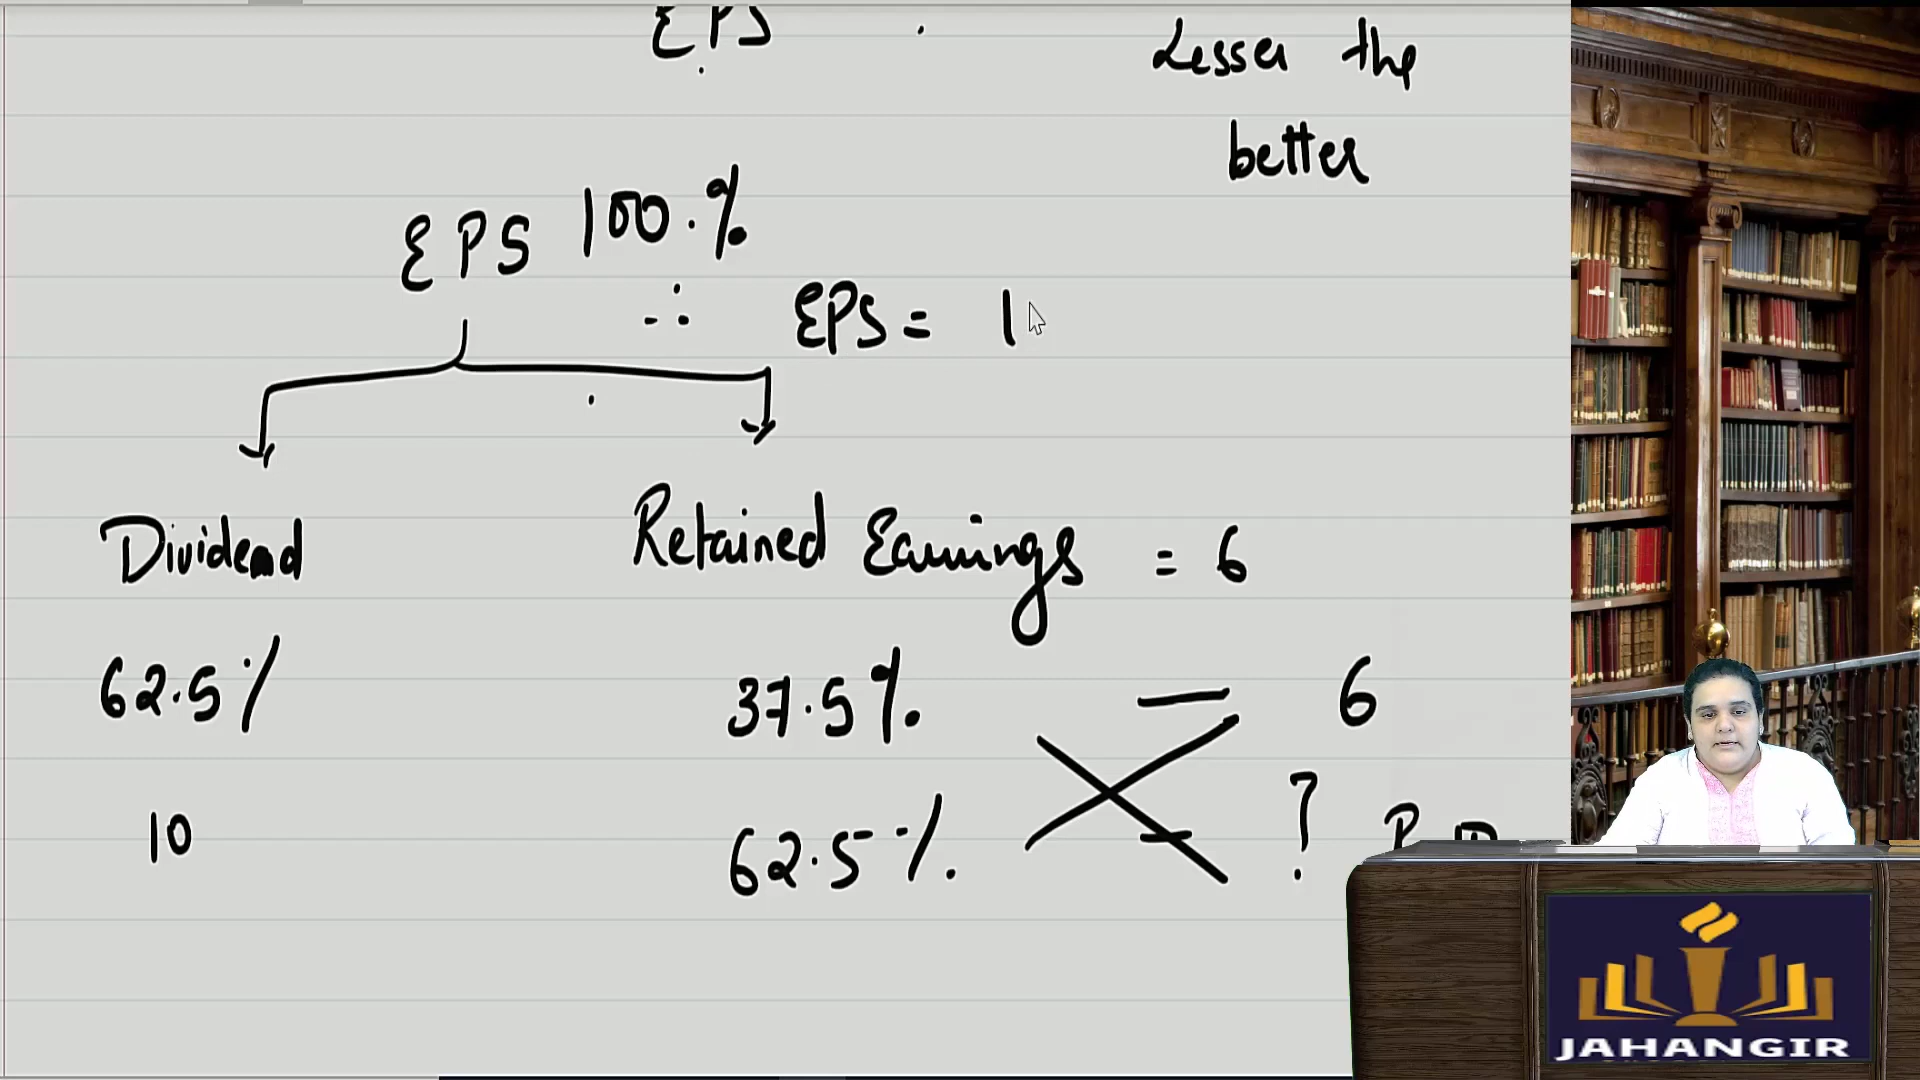 EPS
Lesser the
better
EPS 100.%
∴ EPS = 1
Dividend
Retained Earnings = 6
62.5%
37.5%. — 6
10
62.5%. – ?
JAHANGIR